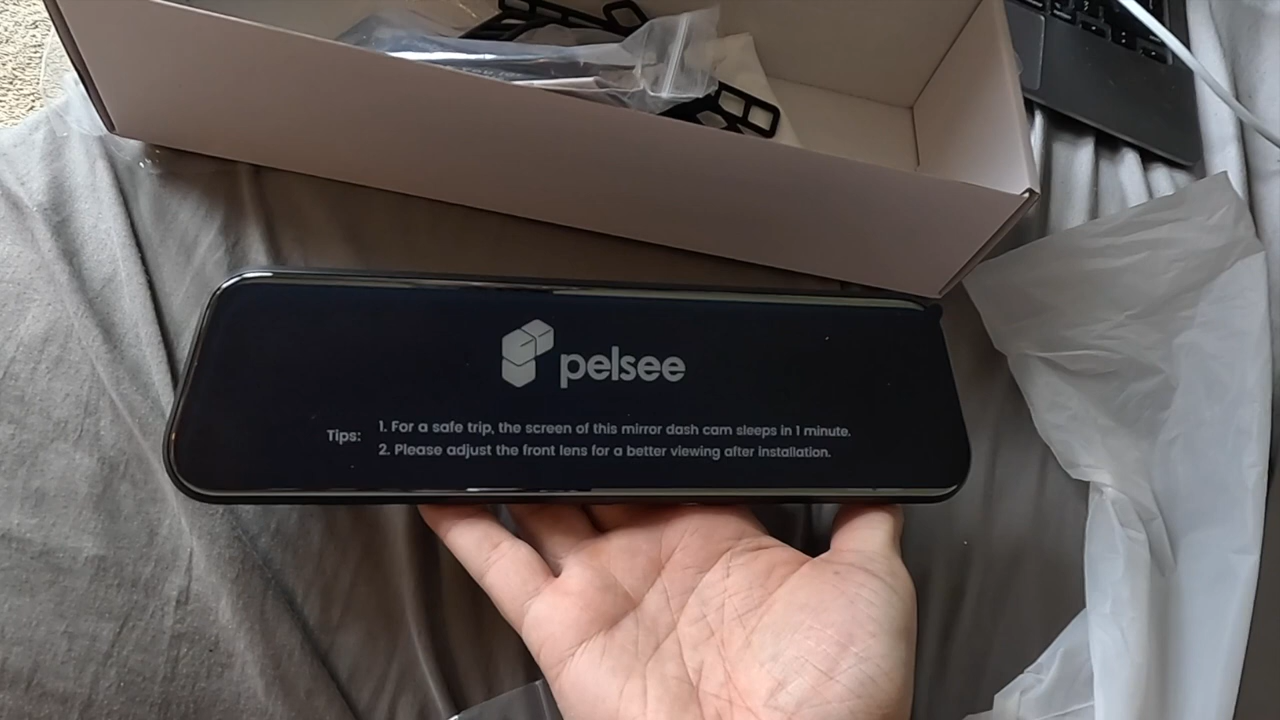 pelsee
Tips:
1. For a safe trip, the screen of this mirror dash cam sleeps in 1 minute.
2. Please adjust the front lens for a better viewing after installation.